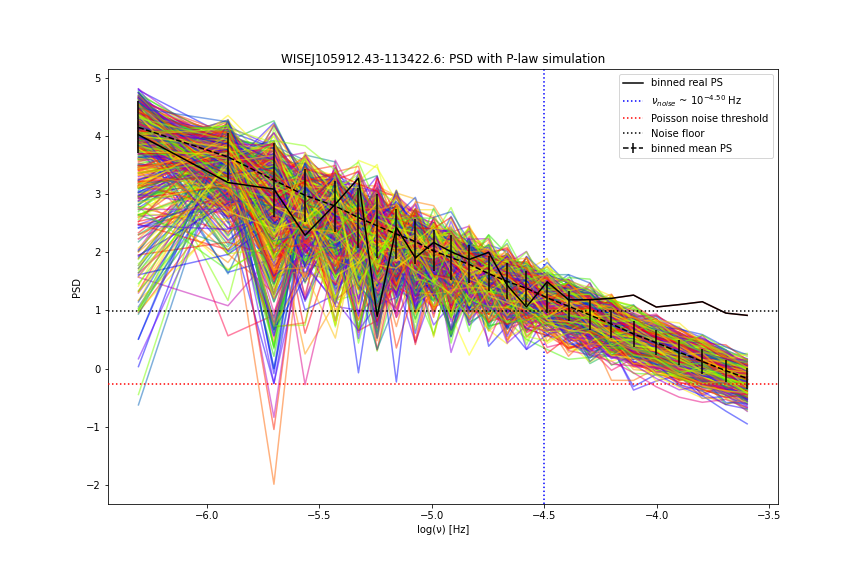 WISEJ105912.43-113422.6: PSD with P-law simulation
5
4
3
2
1
0
−1
−2
PSD
binned real PS
ν_noise ~ 10^−4.50 Hz
Poisson noise threshold
Noise floor
binned mean PS
−6.0 −5.5 −5.0 −4.5 −4.0 −3.5
log(ν) [Hz]